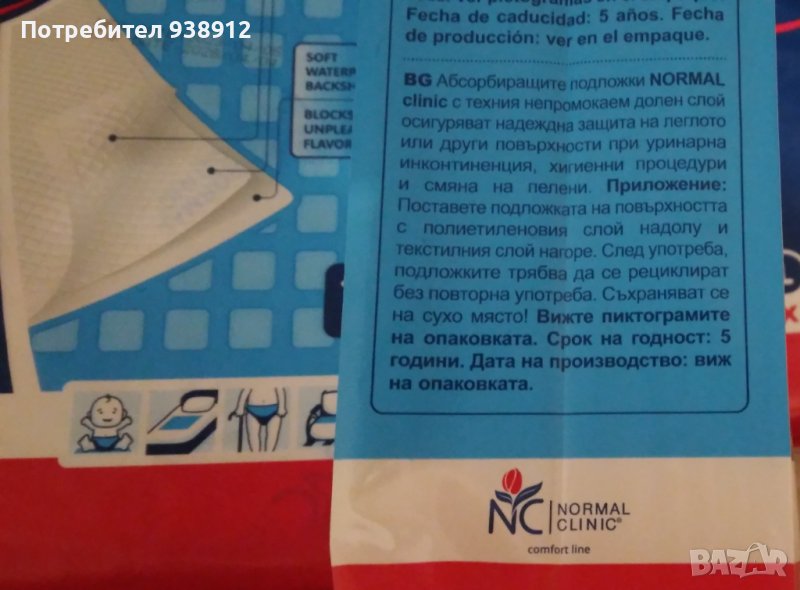 Потребител 938912
Fecha de caducidad: 5 años. Fecha
de producción: ver en el empaque.
SOFT
WATERP
BACKSH
BLOCKS
UNPLEA
FLAVOR
BG Абсорбиращите подложки NORMAL
clinic с техния непромокаем долен слой
осигуряват надеждна защита на леглото
или други повърхности при уринарна
инконтиненция, хигиенни процедури
и смяна на пелени. Приложение:
Поставете подложката на повърхността
с полиетиленовия слой надолу и
текстилния слой нагоре. След употреба,
подложките трябва да се рециклират
без повторна употреба. Съхраняват се
на сухо място! Вижте пиктограмите
на опаковката. Срок на годност: 5
години. Дата на производство: виж
на опаковката.
NC NORMAL
CLINIC®
comfort line
BAZAR